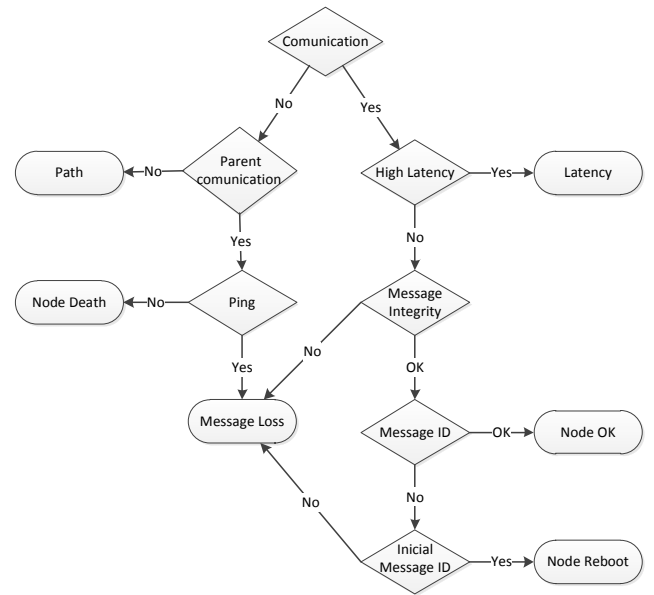 Comunication
No
Yes
Parent
comunication
Path
No
High Latency
Yes
Latency
Yes
No
Node Death
No
Ping
Message
Integrity
No
Yes
OK
Message Loss
Message ID
OK
Node OK
No
No
Inicial
Message ID
Yes
Node Reboot